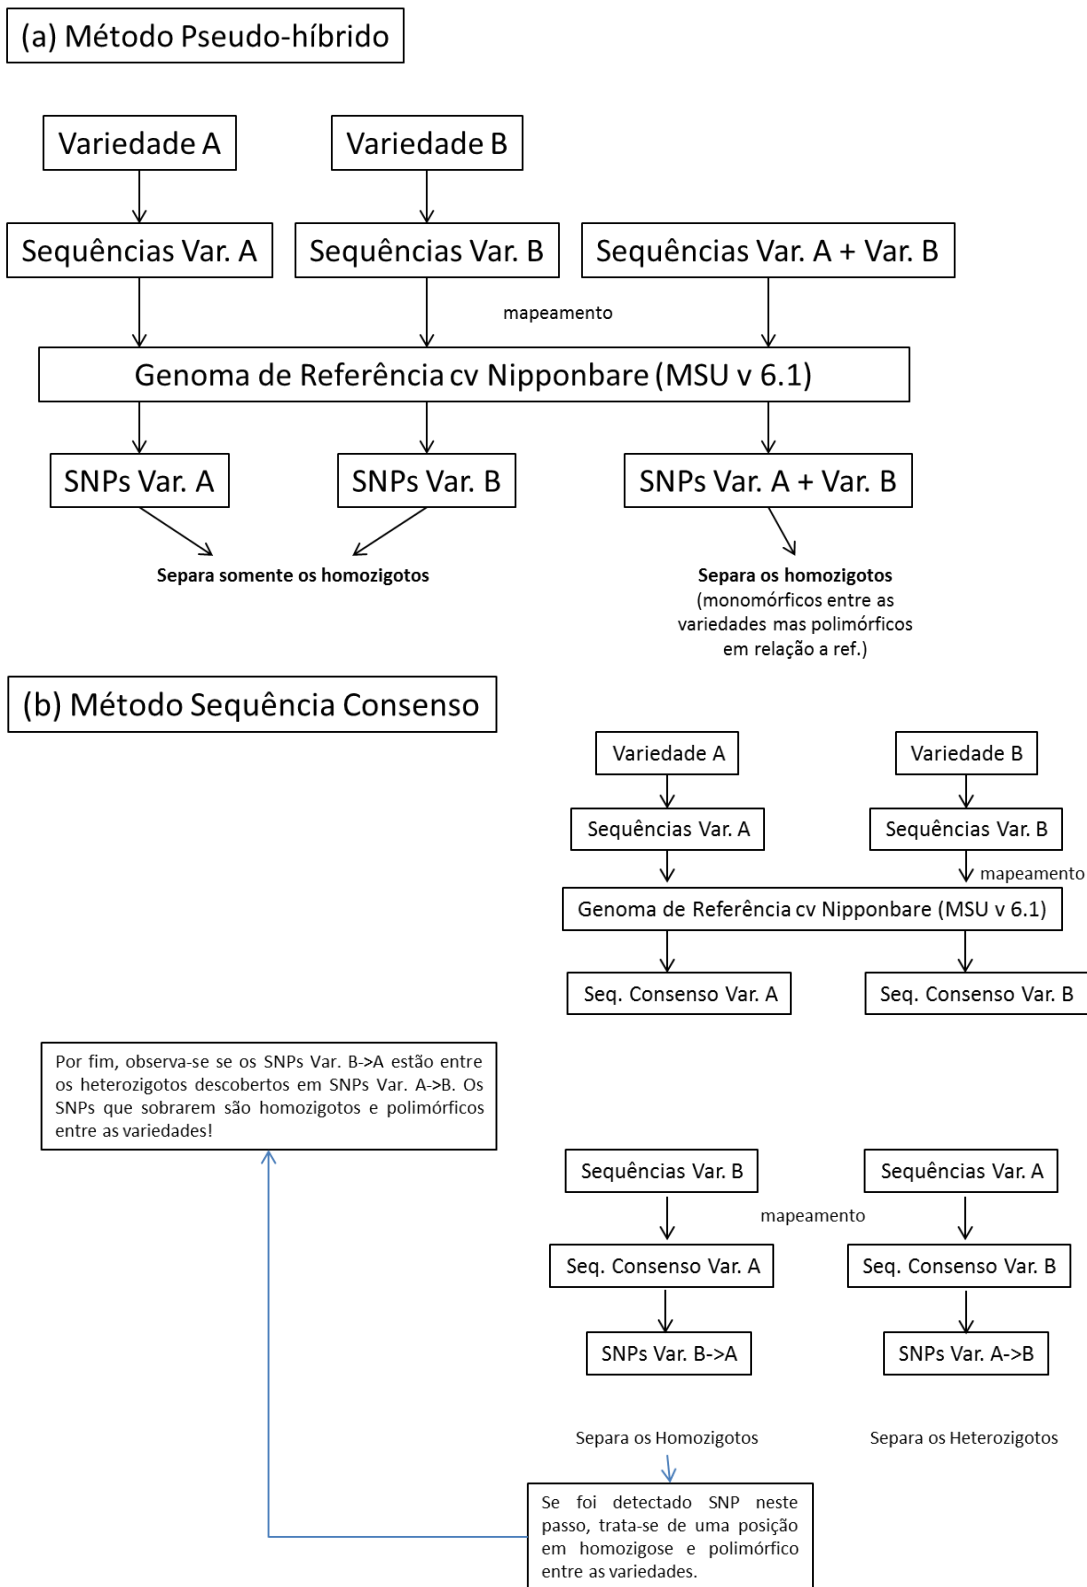 (a) Método Pseudo-híbrido
Variedade A
Variedade B
Sequências Var. A
Sequências Var. B
Sequências Var. A + Var. B
mapeamento
Genoma de Referência cv Nipponbare (MSU v 6.1)
SNPs Var. A
SNPs Var. B
SNPs Var. A + Var. B
Separa somente os homozigotos
Separa os homozigotos
(monomórficos entre as
variedades mas polimórficos
em relação a ref.)
(b) Método Sequência Consenso
Variedade A
Variedade B
Sequências Var. A
Sequências Var. B
mapeamento
Genoma de Referência cv Nipponbare (MSU v 6.1)
Seq. Consenso Var. A
Seq. Consenso Var. B
Por fim, observa-se se os SNPs Var. B->A estão entre
os heterozigotos descobertos em SNPs Var. A->B. Os
SNPs que sobrarem são homozigotos e polimórficos
entre as variedades!
Sequências Var. B
Sequências Var. A
mapeamento
Seq. Consenso Var. A
Seq. Consenso Var. B
SNPs Var. B->A
SNPs Var. A->B
Separa os Homozigotos
Separa os Heterozigotos
Se foi detectado SNP neste
passo, trata-se de uma posição
em homozigose e polimórfico
entre as variedades.